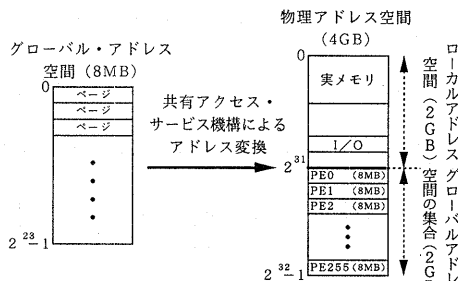 グローバル・アドレス
空間(8MB)
0
ページ
ページ
ページ
2 23-1
共有アクセス・
サービス機構による
アドレス変換
物理アドレス空間
(4GB)
0
実メモリ
I/O
2 31
PE0 (8MB)
PE1 (8MB)
PE2 (8MB)
PE255(8MB)
2 32-1
ローカルアドレス
空間(2GB)
グローバルアドレ
空間の集合(2G